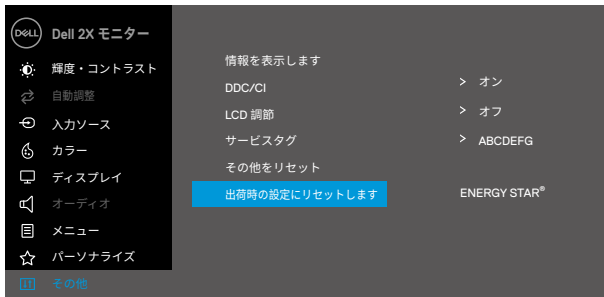 DELL
Dell 2X モニター
輝度・コントラスト
自動調整
入力ソース
カラー
ディスプレイ
オーディオ
メニュー
パーソナライズ
その他
情報を表示します
DDC/CI > オン
LCD 調節 > オフ
サービスタグ > ABCDEFG
その他をリセット
出荷時の設定にリセットします ENERGY STAR®